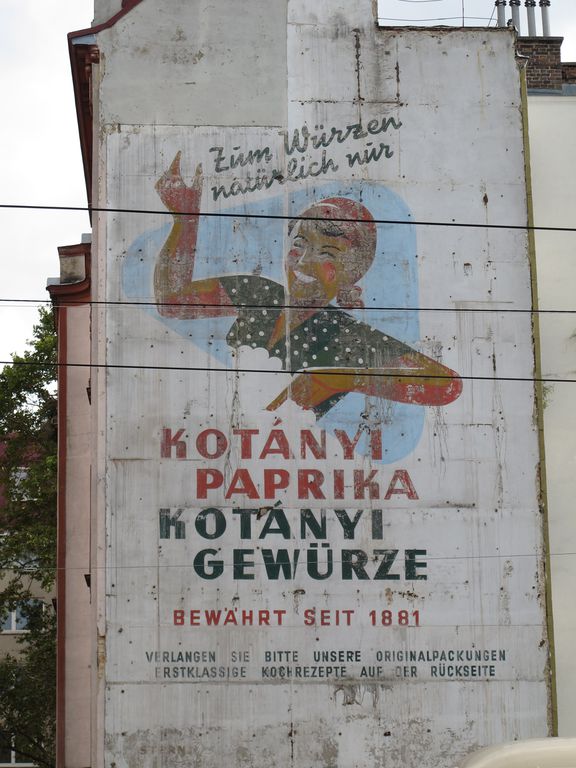 Zum Würzen
natürlich nur
KOTÁNYI
PAPRIKA
KOTÁNYI
GEWÜRZE
BEWÄHRT SEIT 1881
VERLANGEN SIE BITTE UNSERE ORIGINALPACKUNGEN
ERSTKLASSIGE KOCHREZEPTE AUF DER RÜCKSEITE
STERN